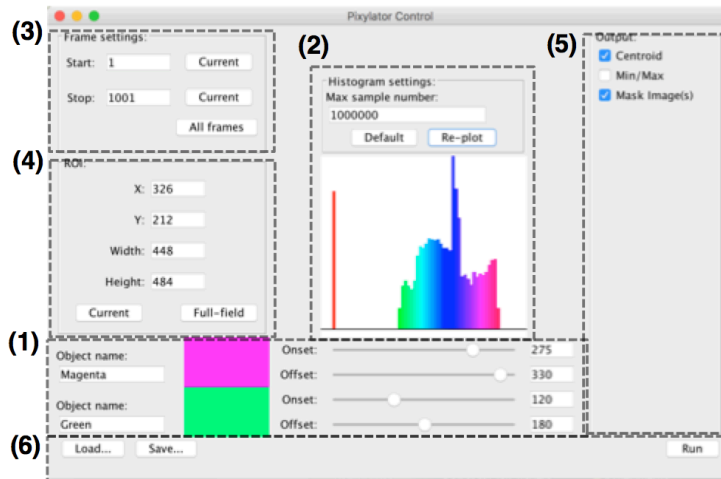 Pixylator Control
(3)
Frame settings:
Start: 1 Current
Stop: 1001 Current
All frames
(2)
Histogram settings:
Max sample number:
1000000
Default Re-plot
(5)
Output:
Centroid
Min/Max
Mask Image(s)
(4)
ROI:
X: 326
Y: 212
Width: 448
Height: 484
Current Full-field
(1)
Object name:
Magenta
Onset: 275
Offset: 330
Object name:
Green
Onset: 120
Offset: 180
(6)
Load... Save... Run